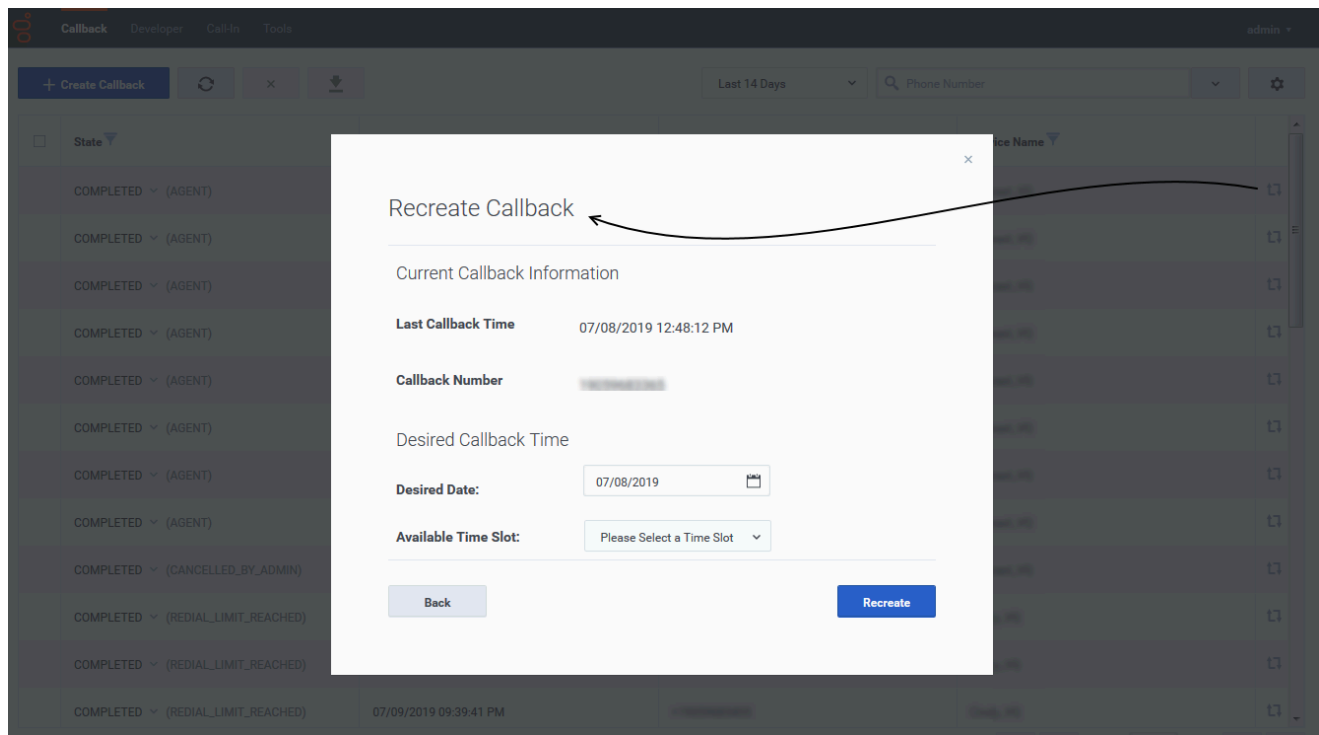 Callback Developer Call-In Tools admin
Create Callback Last 14 Days Phone Number
State ice Name
Recreate Callback
Current Callback Information
Last Callback Time 07/08/2019 12:48:12 PM
Callback Number
Desired Callback Time
Desired Date: 07/08/2019
Available Time Slot: Please Select a Time Slot
Back Recreate
COMPLETED (AGENT)
COMPLETED (AGENT)
COMPLETED (AGENT)
COMPLETED (AGENT)
COMPLETED (AGENT)
COMPLETED (AGENT)
COMPLETED (AGENT)
COMPLETED (AGENT)
COMPLETED (CANCELLED_BY_ADMIN)
COMPLETED (REDIAL_LIMIT_REACHED)
COMPLETED (REDIAL_LIMIT_REACHED)
COMPLETED (REDIAL_LIMIT_REACHED) 07/09/2019 09:39:41 PM